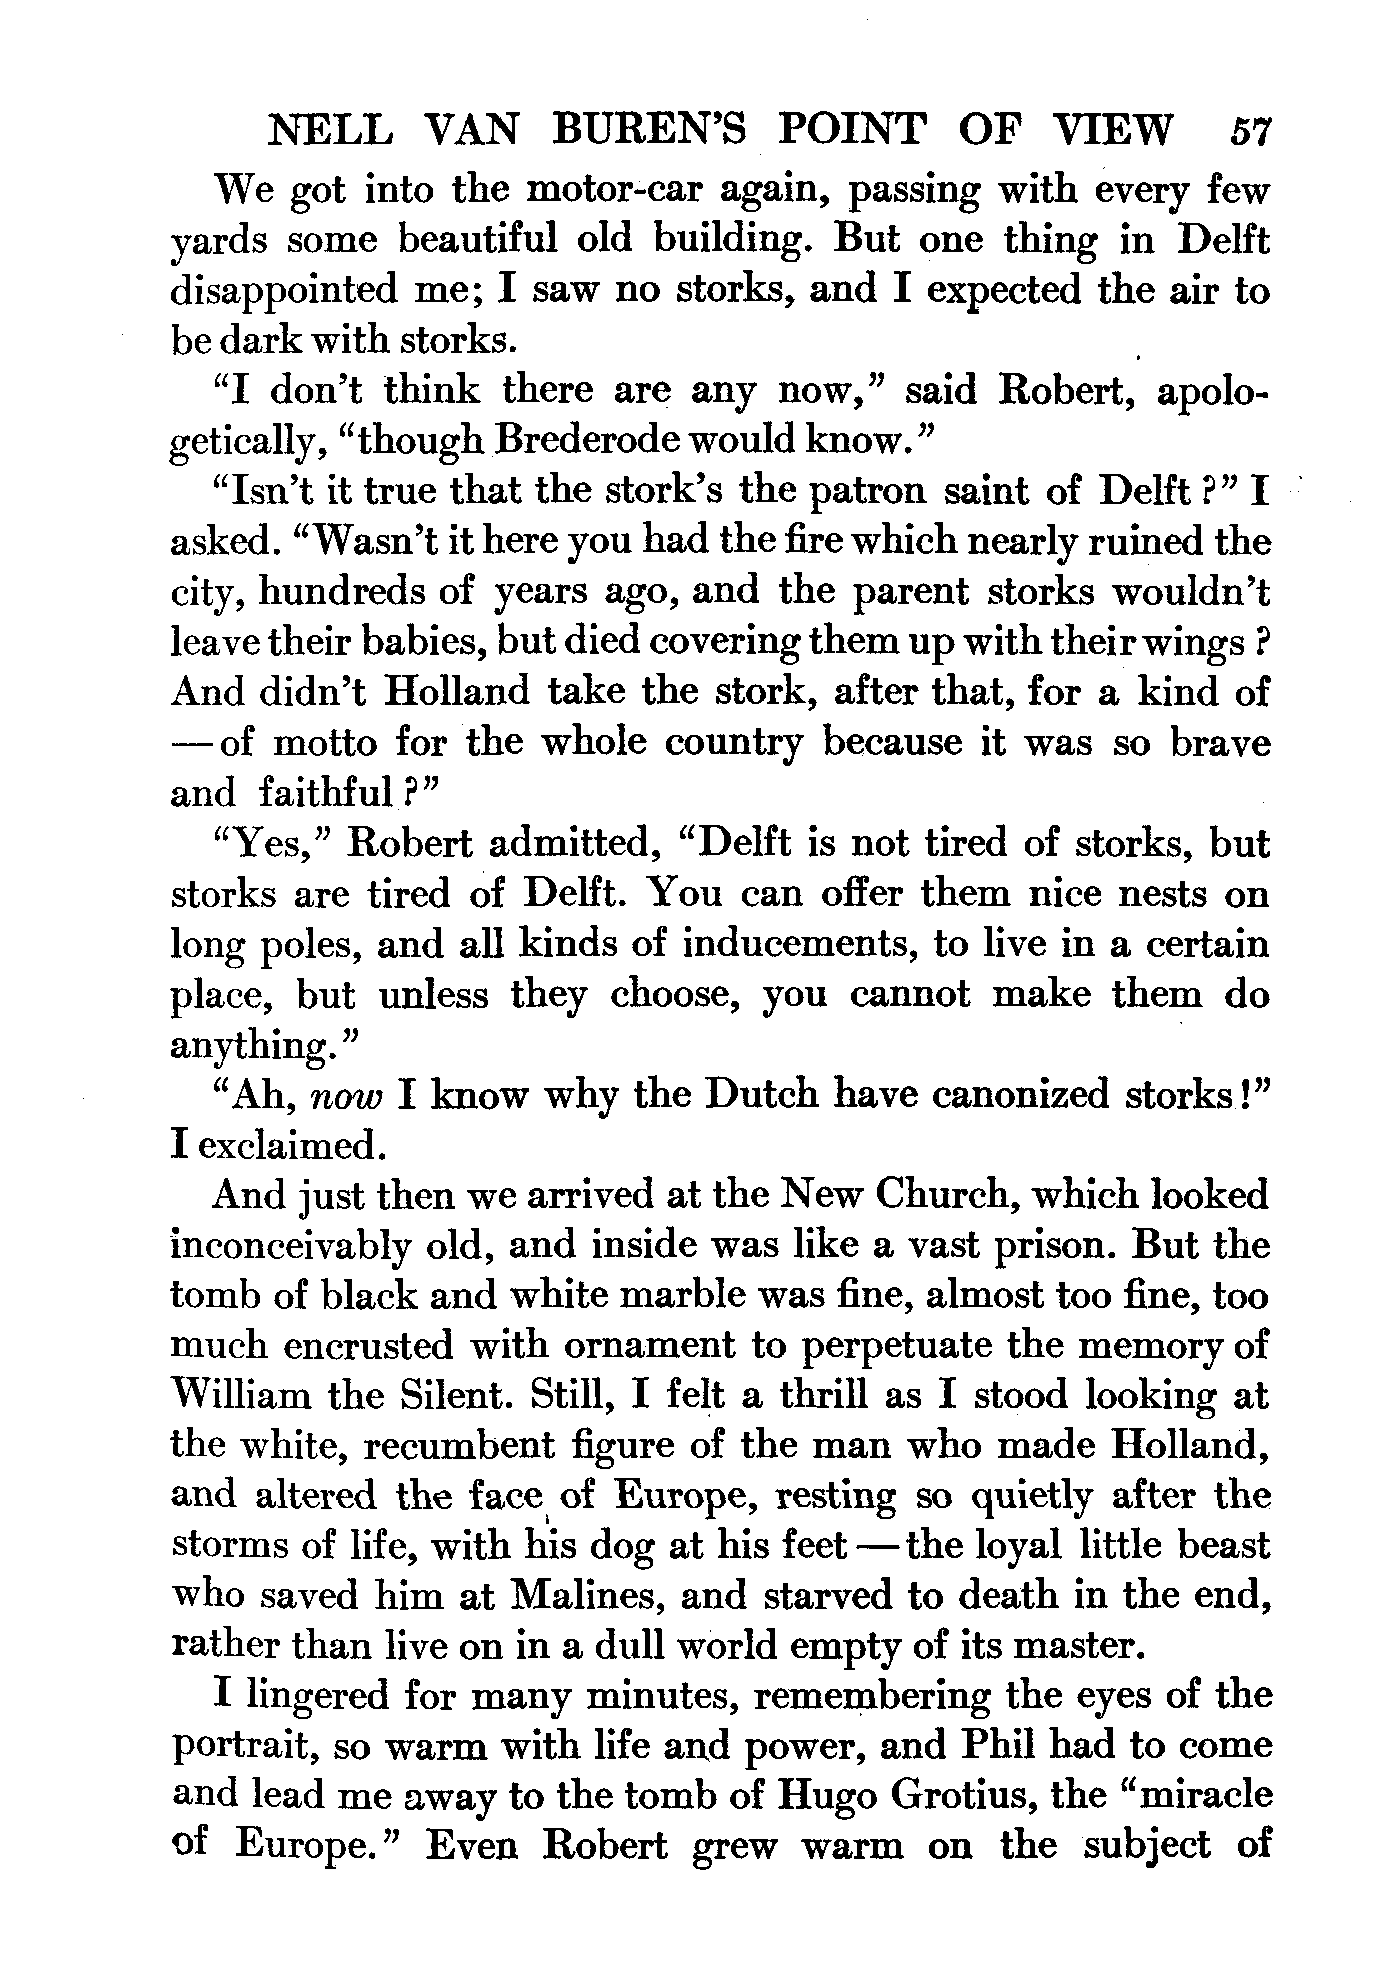 NELL VAN BUREN'S POINT OF VIEW 57
We got into the motor-car again, passing with every few
yards some beautiful old building. But one thing in Delft
disappointed me; I saw no storks, and I expected the air to
be dark with storks.
"I don't think there are any now," said Robert, apolo-
getically, "though Brederode would know."
"Isn't it true that the stork's the patron saint of Delft?" I
asked. "Wasn't it here you had the fire which nearly ruined the
city, hundreds of years ago, and the parent storks wouldn't
leave their babies, but died covering them up with their wings?
And didn't Holland take the stork, after that, for a kind of
—of motto for the whole country because it was so brave
and faithful?"
"Yes," Robert admitted, "Delft is not tired of storks, but
storks are tired of Delft. You can offer them nice nests on
long poles, and all kinds of inducements, to live in a certain
place, but unless they choose, you cannot make them do
anything."
"Ah, now I know why the Dutch have canonized storks!"
I exclaimed.
And just then we arrived at the New Church, which looked
inconceivably old, and inside was like a vast prison. But the
tomb of black and white marble was fine, almost too fine, too
much encrusted with ornament to perpetuate the memory of
William the Silent. Still, I felt a thrill as I stood looking at
the white, recumbent figure of the man who made Holland,
and altered the face of Europe, resting so quietly after the
storms of life, with his dog at his feet—the loyal little beast
who saved him at Malines, and starved to death in the end,
rather than live on in a dull world empty of its master.
I lingered for many minutes, remembering the eyes of the
portrait, so warm with life and power, and Phil had to come
and lead me away to the tomb of Hugo Grotius, the "miracle
of Europe." Even Robert grew warm on the subject of